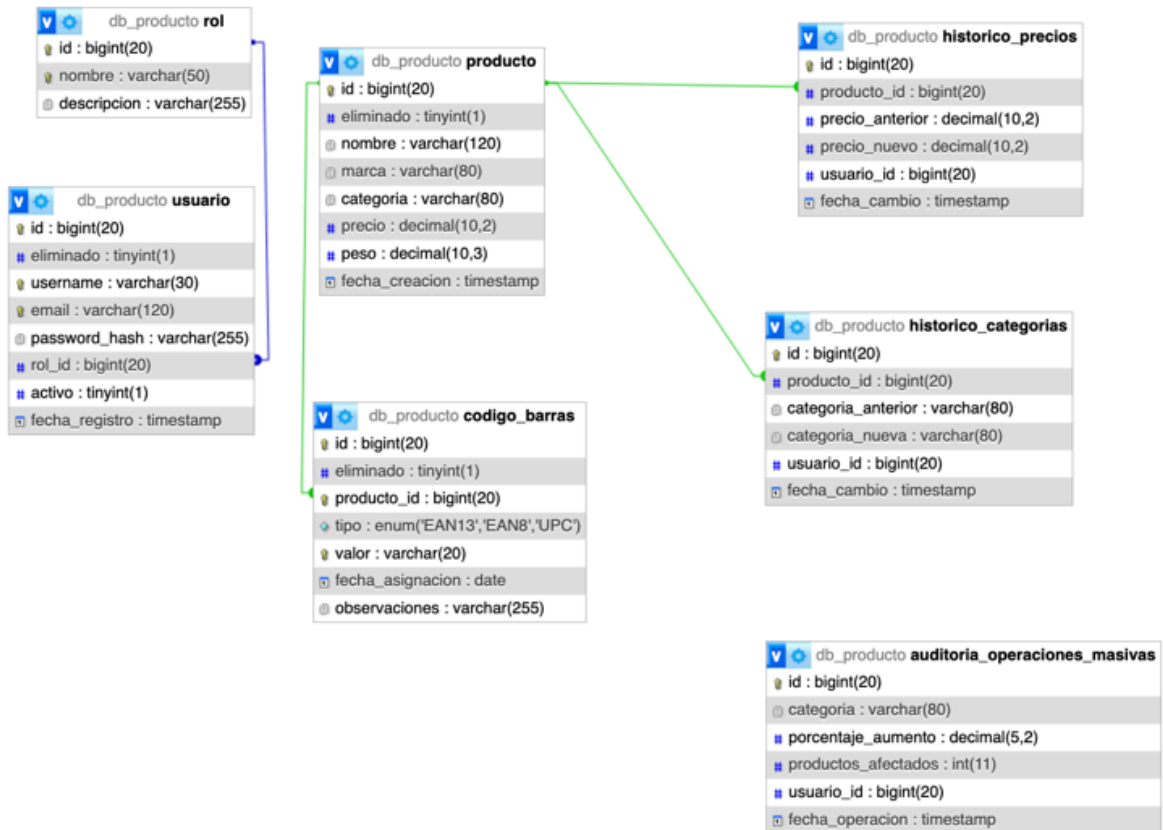 db_producto rol
id : bigint(20)
nombre : varchar(50)
descripcion : varchar(255)
db_producto usuario
id : bigint(20)
eliminado : tinyint(1)
username : varchar(30)
email : varchar(120)
password_hash : varchar(255)
rol_id : bigint(20)
activo : tinyint(1)
fecha_registro : timestamp
db_producto producto
id : bigint(20)
eliminado : tinyint(1)
nombre : varchar(120)
marca : varchar(80)
categoria : varchar(80)
precio : decimal(10,2)
peso : decimal(10,3)
fecha_creacion : timestamp
db_producto codigo_barras
id : bigint(20)
eliminado : tinyint(1)
producto_id : bigint(20)
tipo : enum('EAN13','EAN8','UPC')
valor : varchar(20)
fecha_asignacion : date
observaciones : varchar(255)
db_producto historico_precios
id : bigint(20)
producto_id : bigint(20)
precio_anterior : decimal(10,2)
precio_nuevo : decimal(10,2)
usuario_id : bigint(20)
fecha_cambio : timestamp
db_producto historico_categorias
id : bigint(20)
producto_id : bigint(20)
categoria_anterior : varchar(80)
categoria_nueva : varchar(80)
usuario_id : bigint(20)
fecha_cambio : timestamp
db_producto auditoria_operaciones_masivas
id : bigint(20)
categoria : varchar(80)
porcentaje_aumento : decimal(5,2)
productos_afectados : int(11)
usuario_id : bigint(20)
fecha_operacion : timestamp